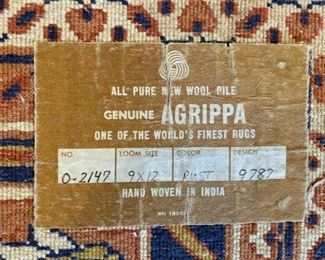 ALL PURE NEW WOOL PILE
GENUINE AGRIPPA
ONE OF THE WORLD'S FINEST RUGS
NO. LOOM SIZE COLOR DESIGN
0-2147 9X12 RUST 9787
HAND WOVEN IN INDIA
RN